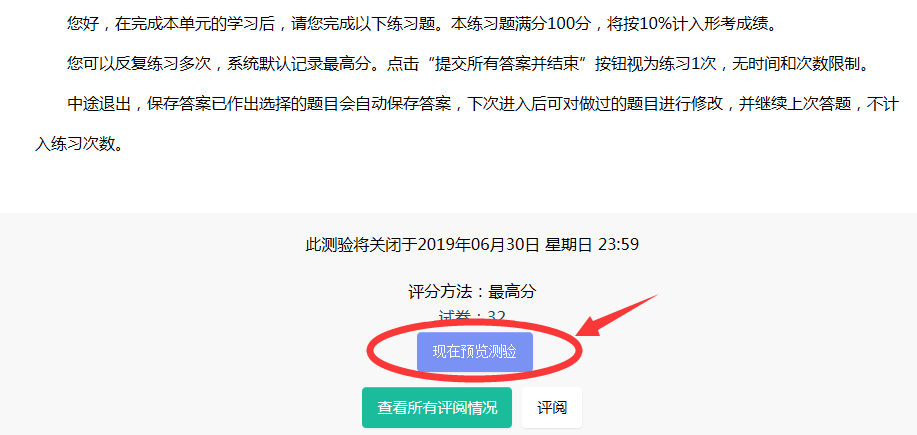 您好，在完成本单元的学习后，请您完成以下练习题。本练习题满分100分，将按10%计入形考成绩。
您可以反复练习多次，系统默认记录最高分。点击“提交所有答案并结束”按钮视为练习1次，无时间和次数限制。
中途退出，保存答案已作出选择的题目会自动保存答案，下次进入后可对做过的题目进行修改，并继续上次答题，不计
入练习次数。
此测验将关闭于2019年06月30日 星期日 23:59
评分方法：最高分
试卷：32
现在预览测验
查看所有评阅情况 评阅